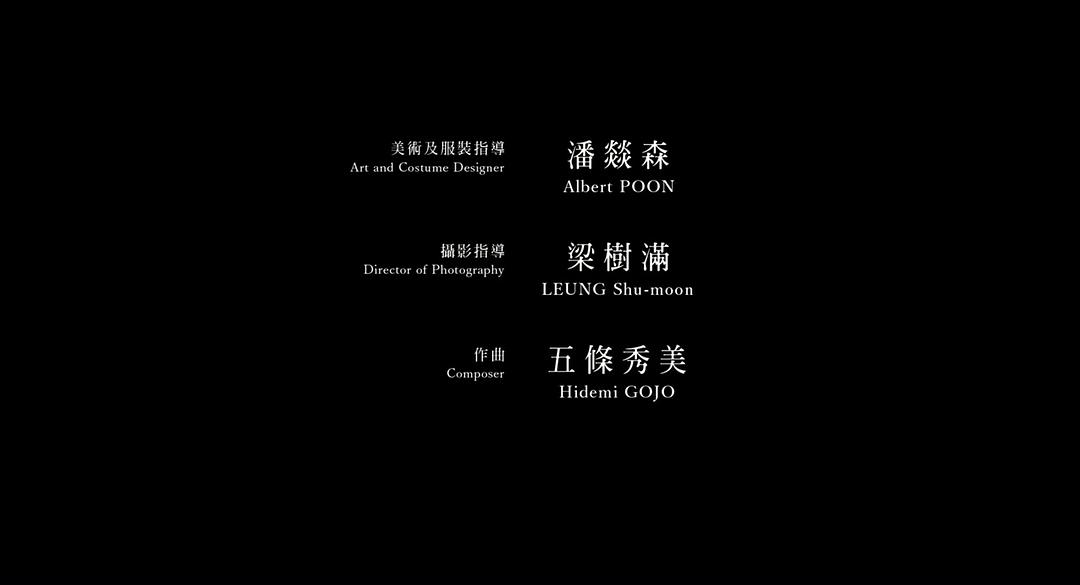 美術及服裝指導 潘燚森
Art and Costume Designer Albert POON
攝影指導 梁樹滿
Director of Photography LEUNG Shu-moon
作曲 五條秀美
Composer Hidemi GOJO